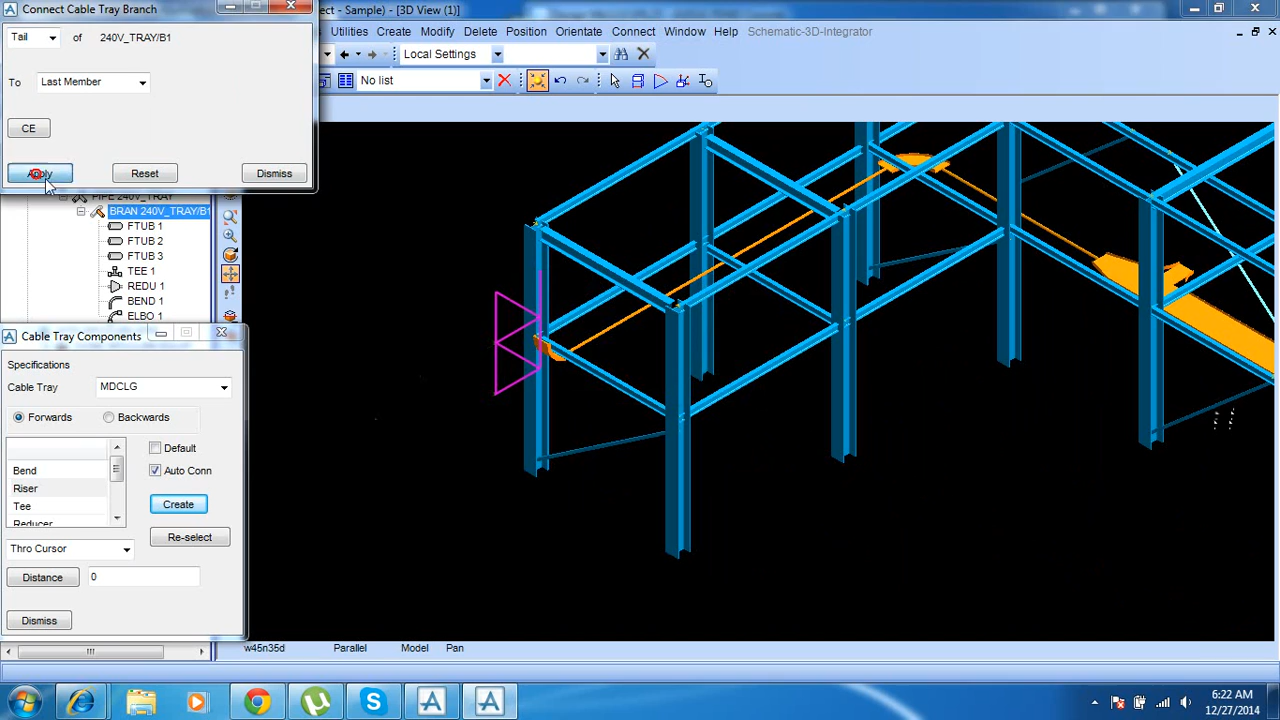 Connect Cable Tray Branch
ect - Sample) - [3D View (1)]
Tail of 240V_TRAY/B1
Utilities Create Modify Delete Position Orientate Connect Window Help Schematic-3D-Integrator
Local Settings
To Last Member
No list
CE
Apply Reset Dismiss
PIPE 240V_TRAY
BRAN 240V_TRAY/B1
FTUB 1
FTUB 2
FTUB 3
TEE 1
REDU 1
BEND 1
ELBO 1
Cable Tray Components
Specifications
Cable Tray MDCLG
Forwards Backwards
Default
Bend Auto Conn
Riser
Create
Tee
Reducer
Re-select
Thro Cursor
Distance 0
Dismiss
w45n35d Parallel Model Pan
6:22 AM
12/27/2014